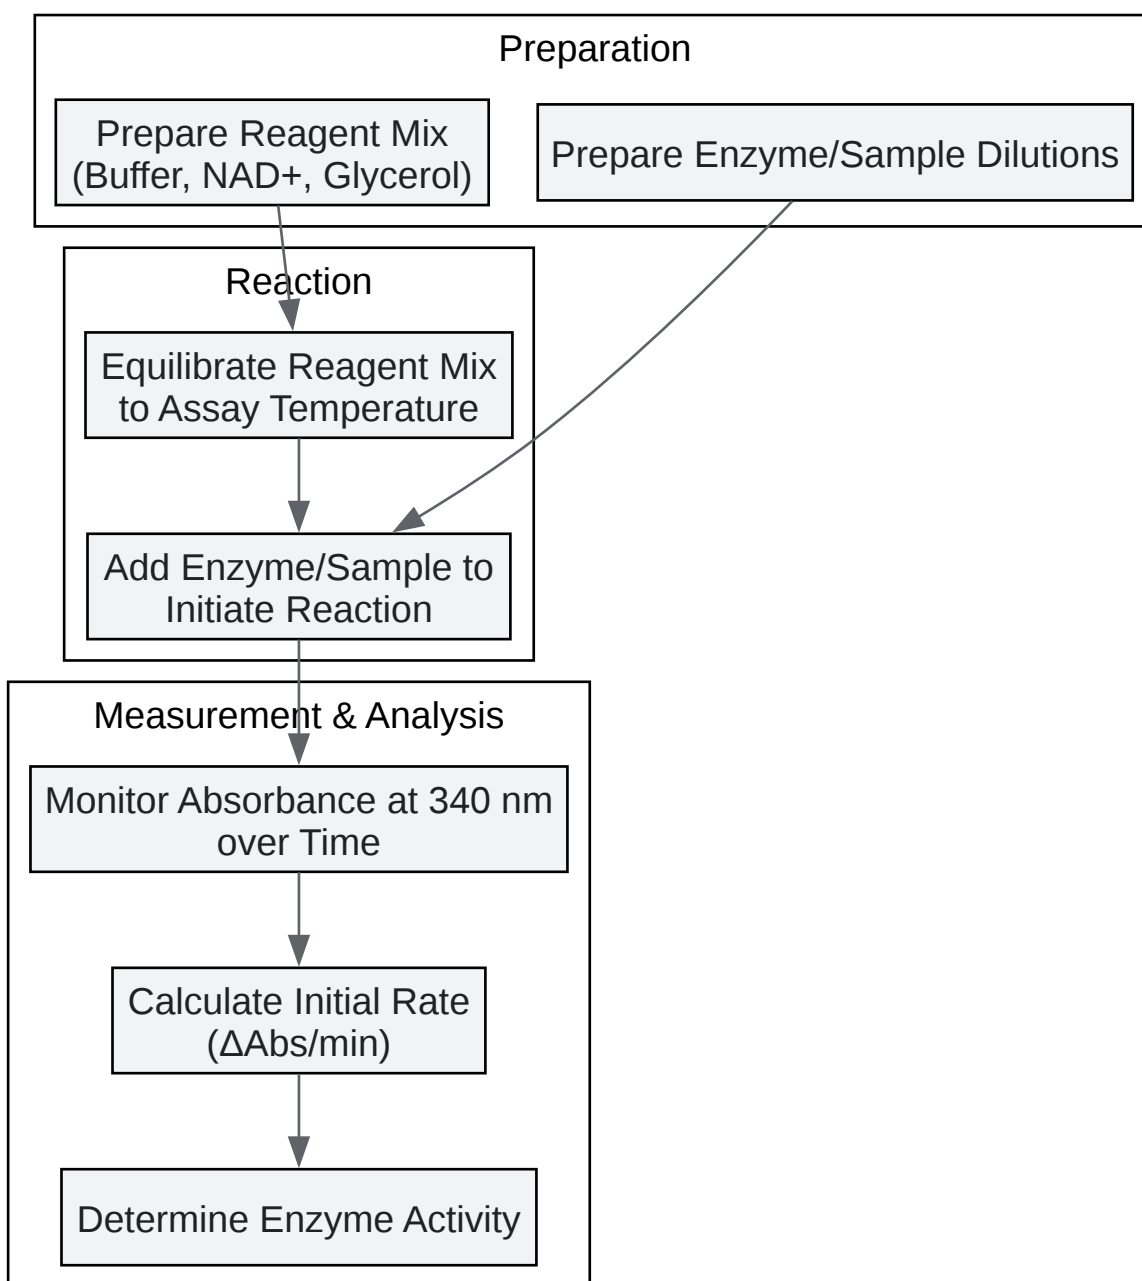 Preparation
Prepare Reagent Mix
(Buffer, NAD+, Glycerol)
Prepare Enzyme/Sample Dilutions
Reaction
Equilibrate Reagent Mix
to Assay Temperature
Add Enzyme/Sample to
Initiate Reaction
Measurement & Analysis
Monitor Absorbance at 340 nm
over Time
Calculate Initial Rate
(ΔAbs/min)
Determine Enzyme Activity